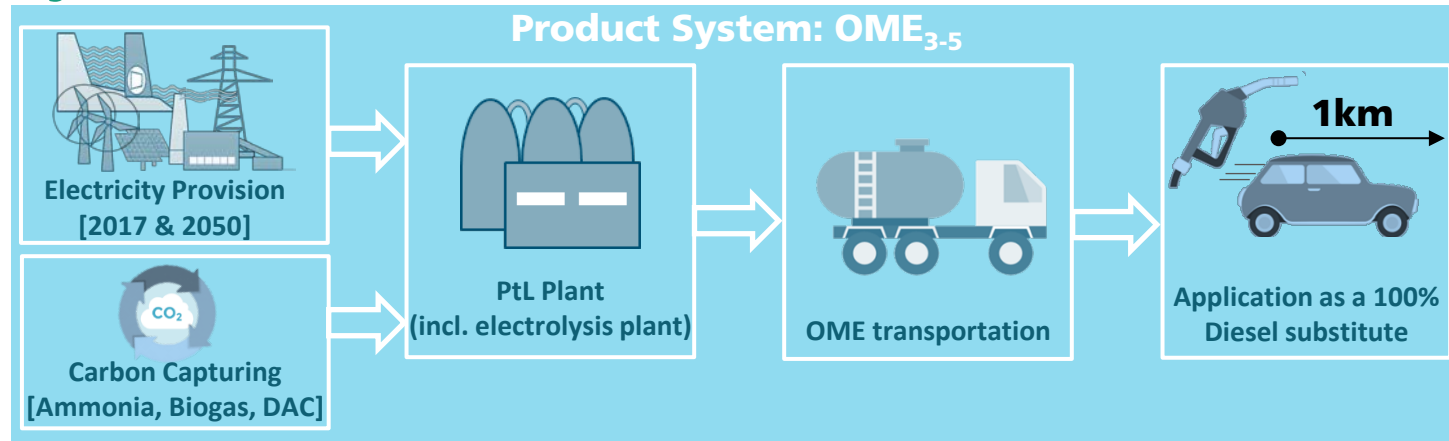 Product System: OME3-5
Electricity Provision
[2017 & 2050]
CO2
Carbon Capturing
[Ammonia, Biogas, DAC]
PtL Plant
(incl. electrolysis plant)
OME transportation
1km
Application as a 100%
Diesel substitute